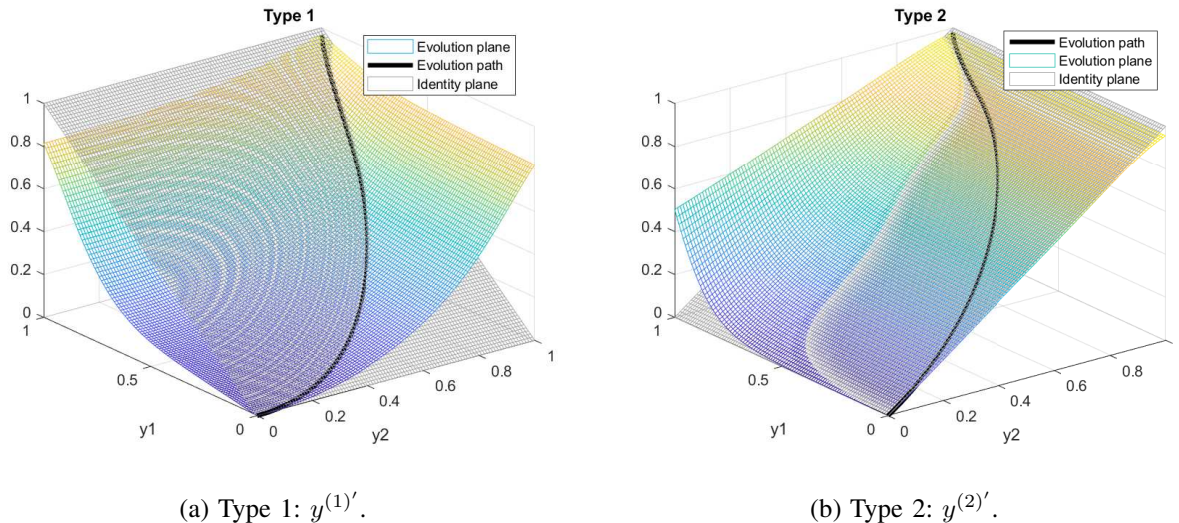 Type 1
Evolution plane
Evolution path
Identity plane
1
0.8
0.6
0.4
0.2
0
1
0.5
0
y1
0
0.2
0.4
0.6
0.8
1
y2
(a) Type 1: y(1)′.
Type 2
Evolution path
Evolution plane
Identity plane
1
0.8
0.6
0.4
0.2
0
1
0.5
0
y1
0
0.2
0.4
0.6
0.8
y2
(b) Type 2: y(2)′.